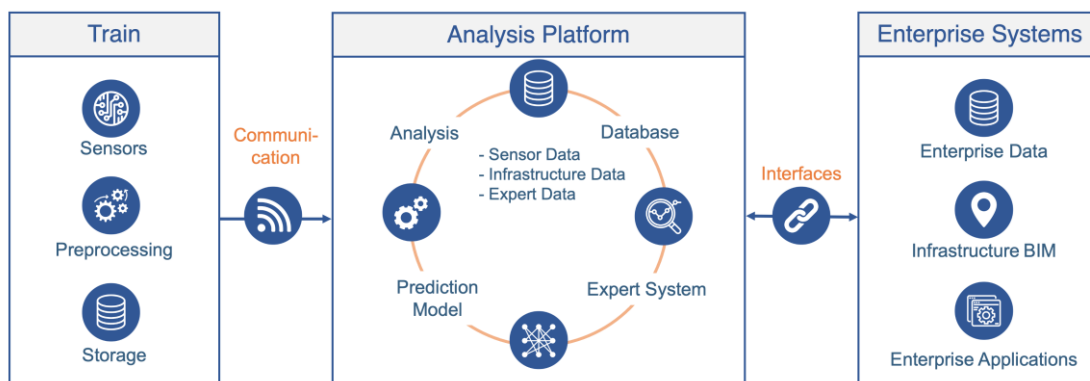 Train
Sensors
Preprocessing
Storage
Communi-
cation
Analysis Platform
Analysis
Database
- Sensor Data
- Infrastructure Data
- Expert Data
Prediction
Model
Expert System
Interfaces
Enterprise Systems
Enterprise Data
Infrastructure BIM
Enterprise Applications